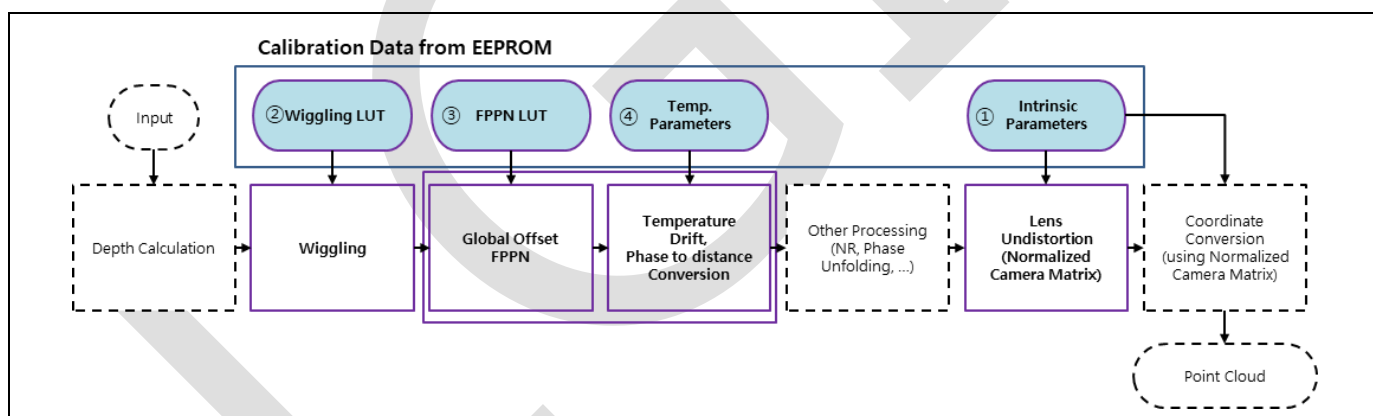 Calibration Data from EEPROM
Input
②Wiggling LUT
③ FPPN LUT
④ Temp.
Parameters
① Intrinsic
Parameters
Depth Calculation
Wiggling
Global Offset
FPPN
Temperature
Drift,
Phase to distance
Conversion
Other Processing
(NR, Phase
Unfolding, ...)
Lens
Undistortion
(Normalized
Camera Matrix)
Coordinate
Conversion
(using Normalized
Camera Matrix)
Point Cloud